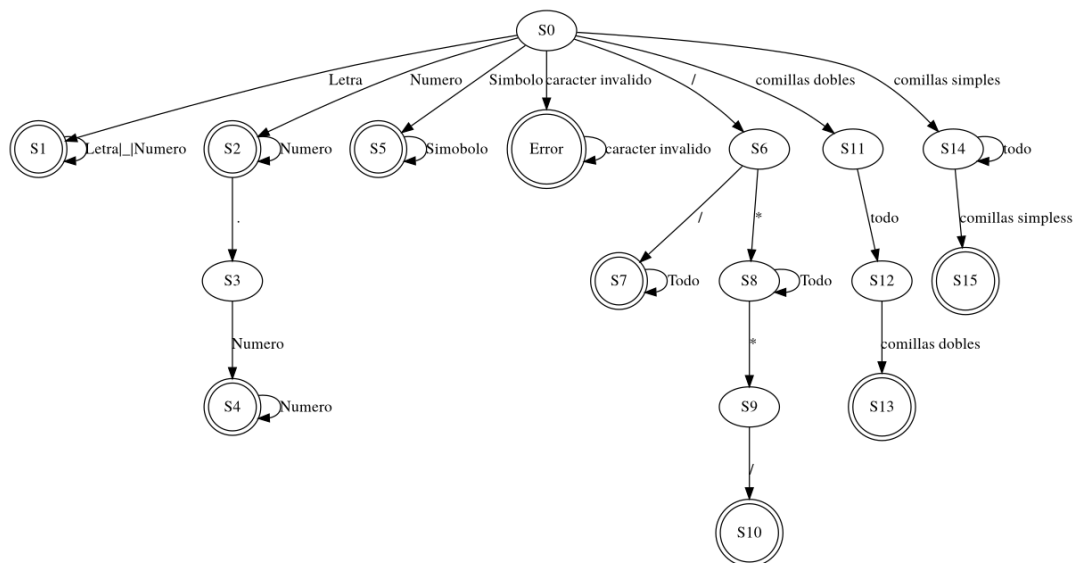 S0
Letra
Numero
Simbolo
caracter invalido
/
comillas dobles
comillas simples
S1
Letra|_|Numero
S2
Numero
S5
Simobolo
Error
caracter invalido
S6
S11
S14
todo
.
/
*
todo
comillas simpless
S3
S7
Todo
S8
Todo
S12
S15
Numero
*
comillas dobles
S4
Numero
S9
S13
/
S10